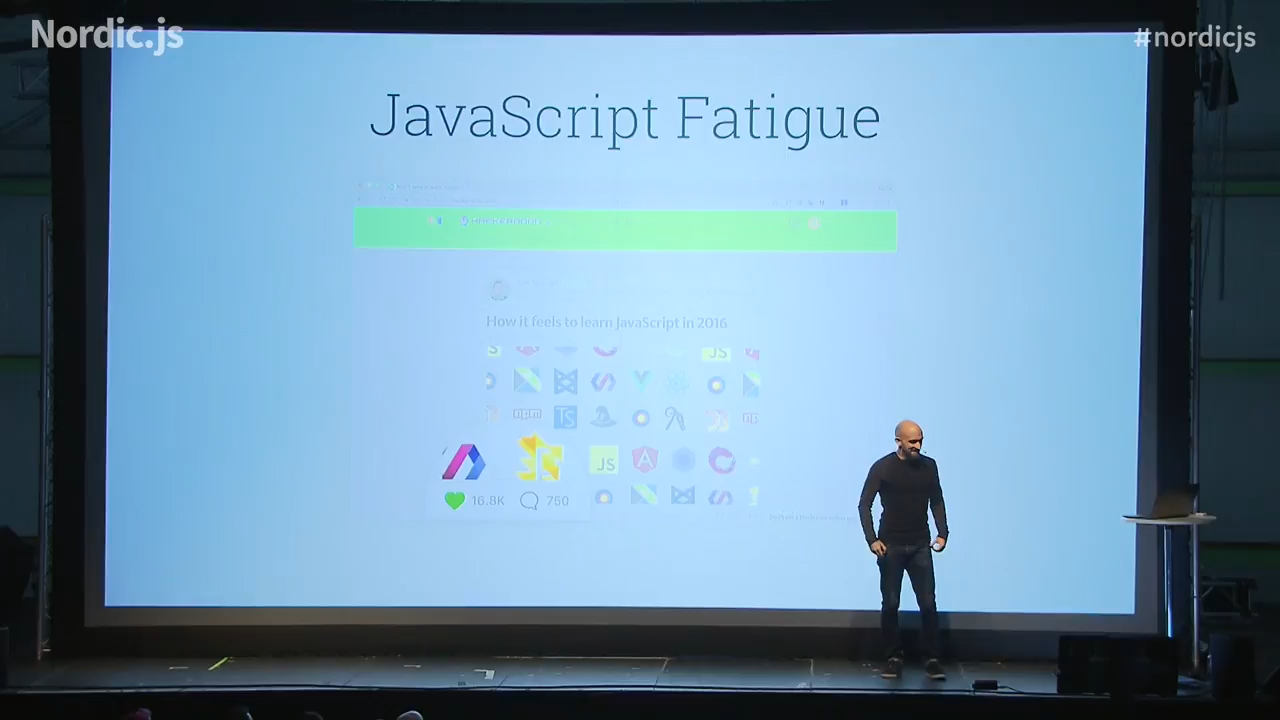 Nordic.js
#nordicjs
JavaScript Fatigue
HACKERNOON
How it feels to learn JavaScript in 2016
JS
npm
TS
JS
16.8K
750